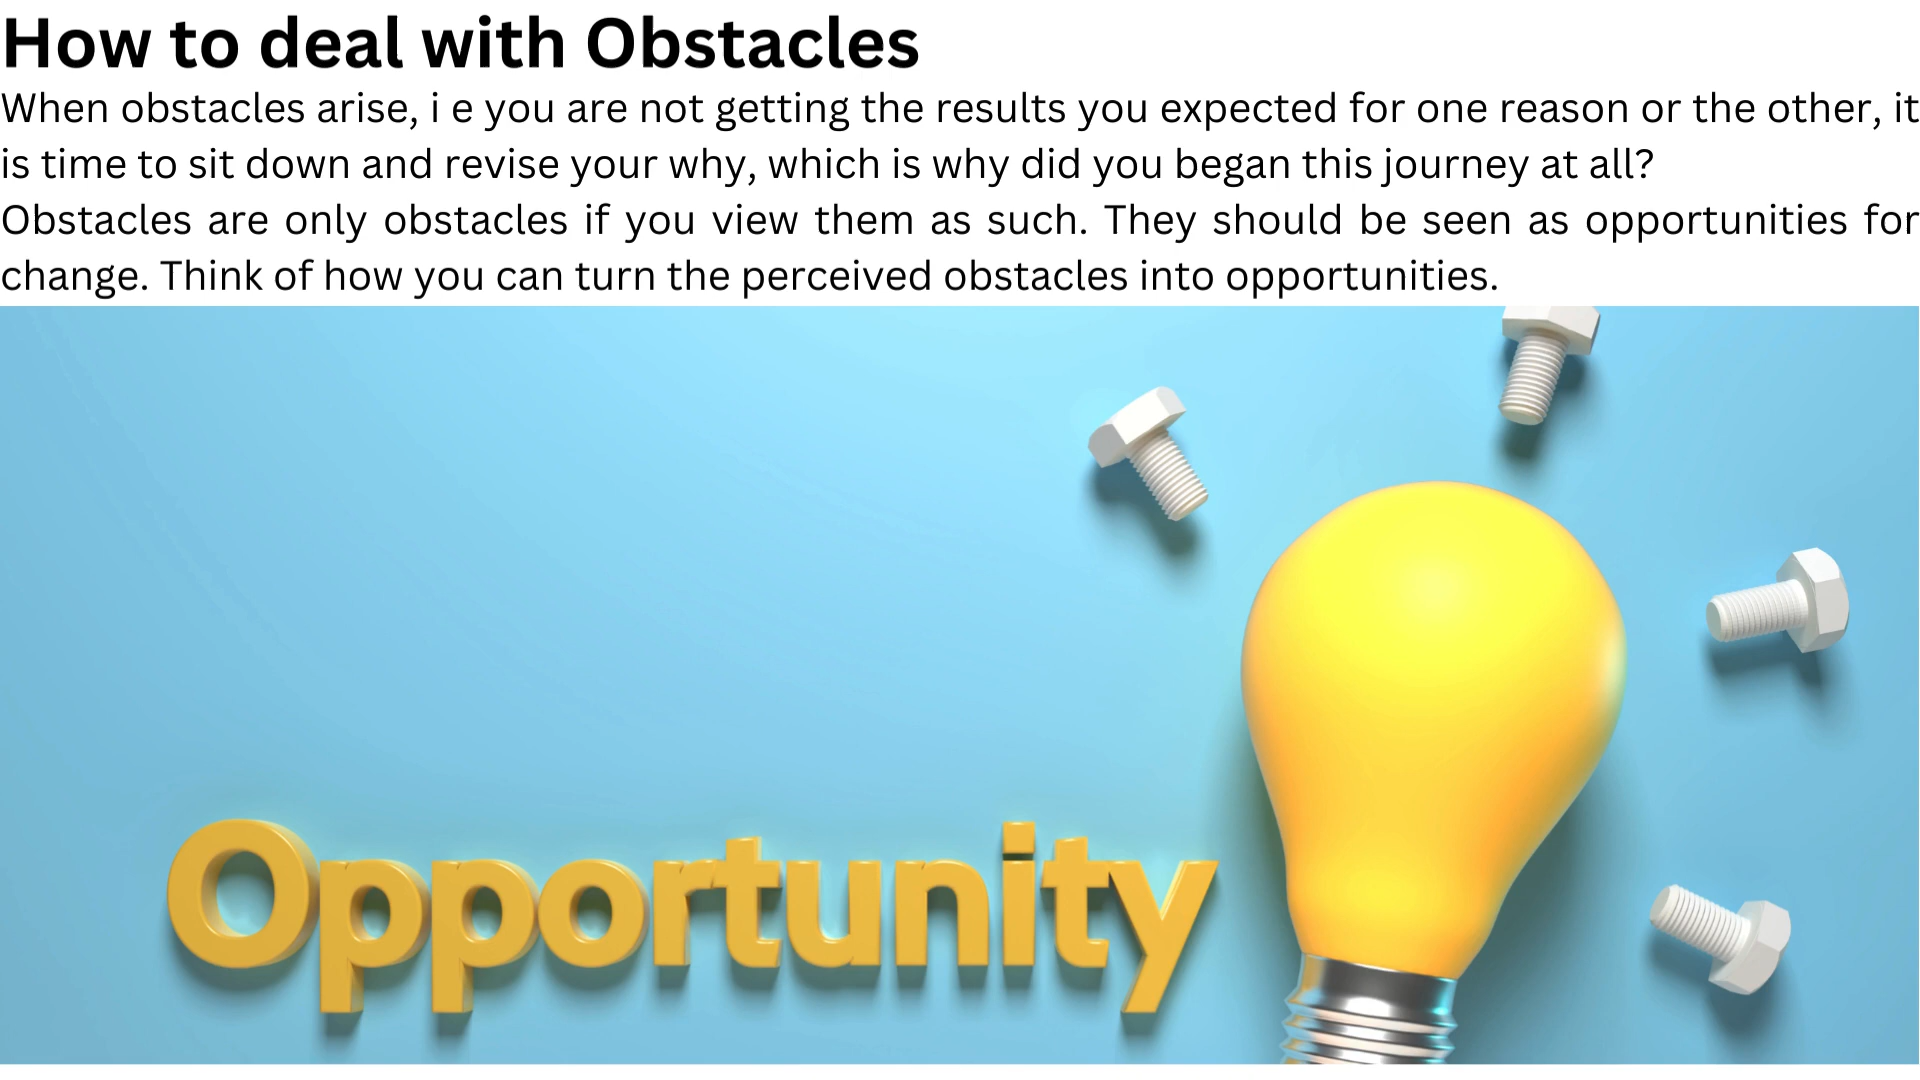 How to deal with Obstacles
When obstacles arise, i e you are not getting the results you expected for one reason or the other, it
is time to sit down and revise your why, which is why did you began this journey at all?
Obstacles are only obstacles if you view them as such. They should be seen as opportunities for
change. Think of how you can turn the perceived obstacles into opportunities.
Opportunity